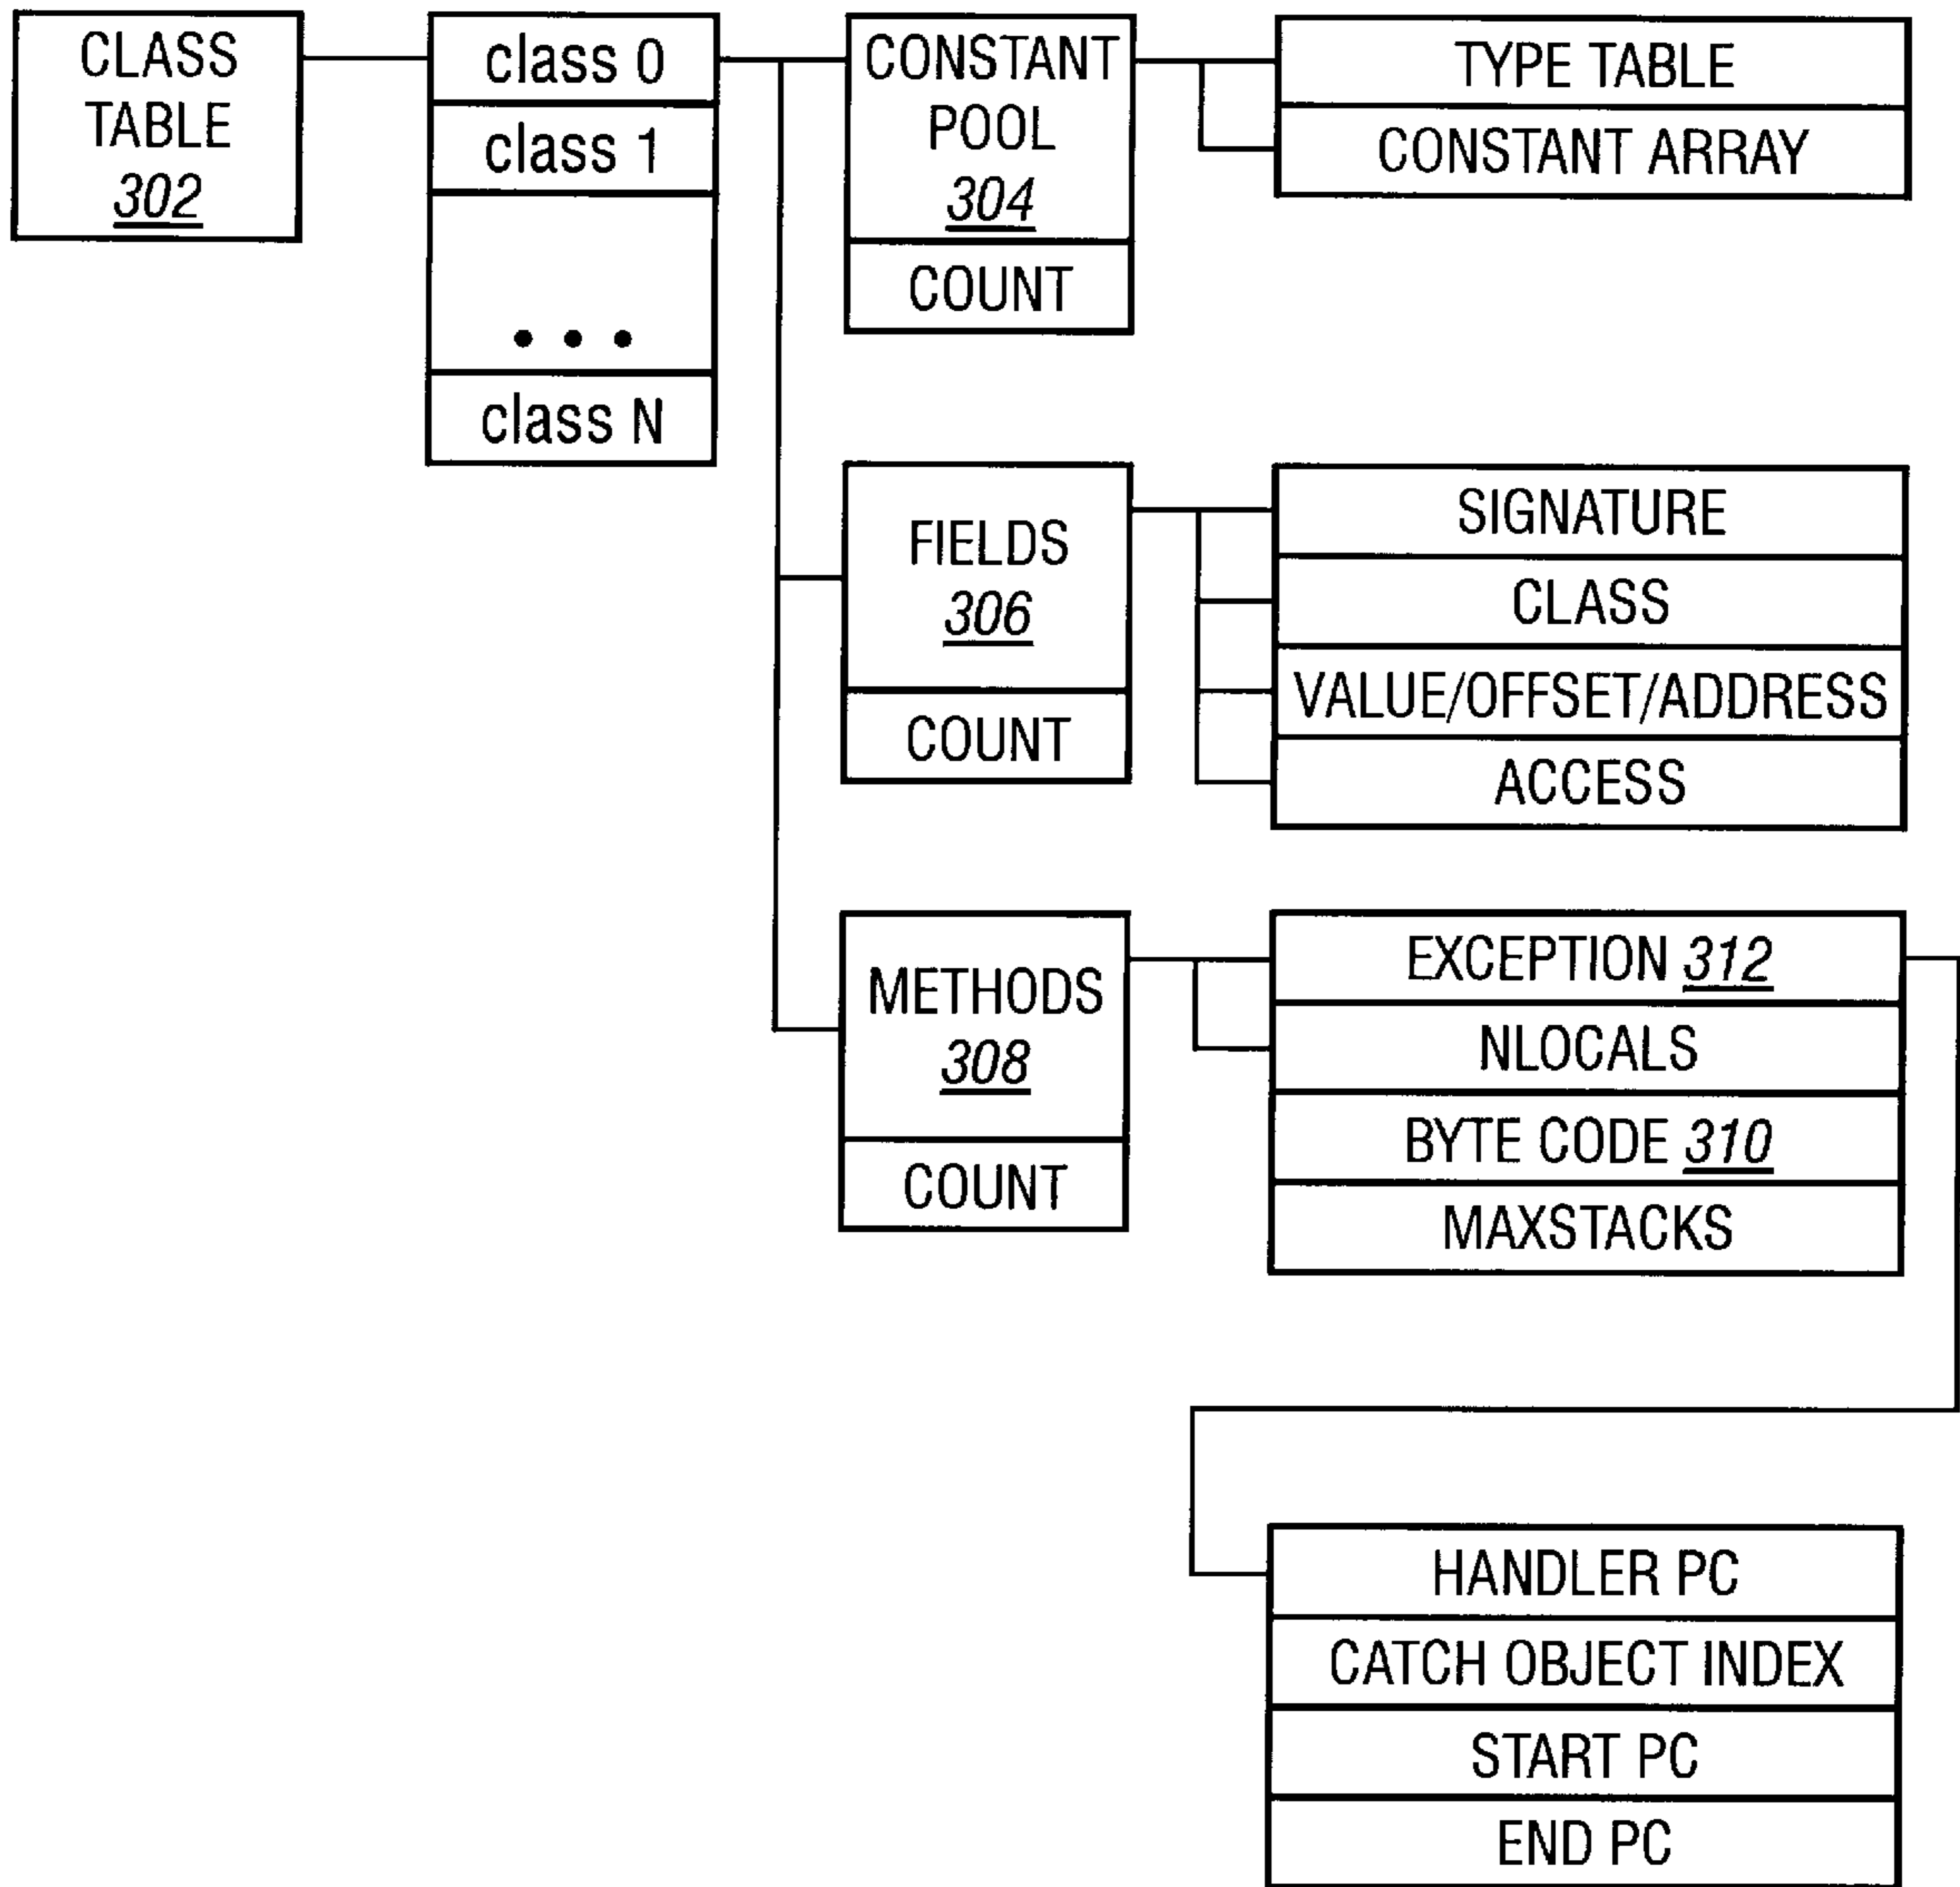 CLASS
TABLE
302
class 0
class 1
• • •
class N
CONSTANT
POOL
304
COUNT
TYPE TABLE
CONSTANT ARRAY
FIELDS
306
COUNT
SIGNATURE
CLASS
VALUE/OFFSET/ADDRESS
ACCESS
METHODS
308
COUNT
EXCEPTION 312
NLOCALS
BYTE CODE 310
MAXSTACKS
HANDLER PC
CATCH OBJECT INDEX
START PC
END PC